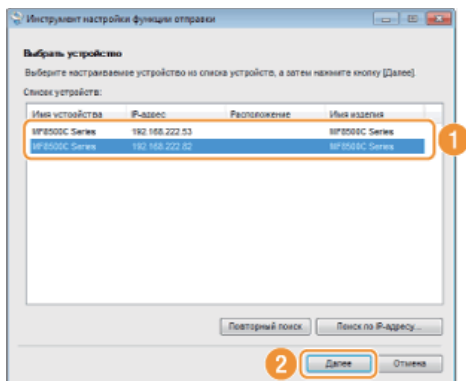 Инструмент настройки функции отправки
Выбрать устройство
Выберите настраиваемое устройство из списка устройств, а затем нажмите кнопку [Далее].
Список устройств:
Имя устройства IP-адрес Расположение Имя изделия
MF8500C Series 192.168.222.53 MF8500C Series
MF8500C Series 192.168.222.82 MF8500C Series
1
Повторный поиск Поиск по IP-адресу...
2 Далее Отмена